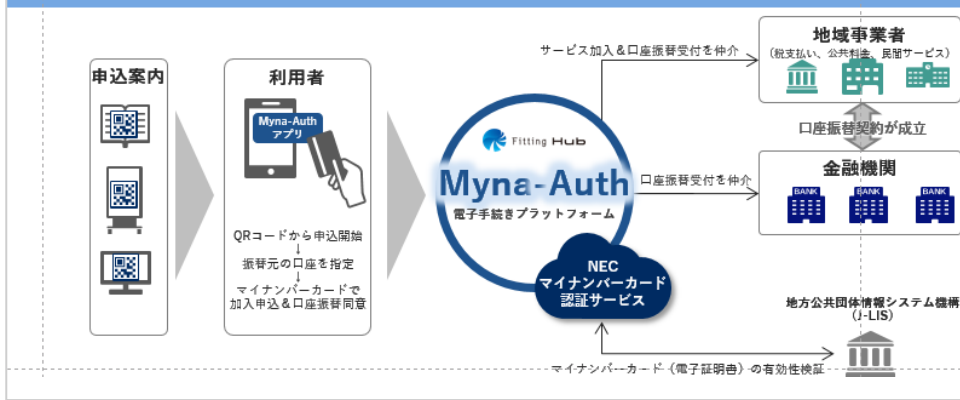 申込案内
利用者
Myna-Auth
アプリ
QRコードから申込開始
↓
振替元の口座を指定
↓
マイナンバーカードで
加入申込&口座振替同意
Fitting Hub
Myna-Auth
電子手続きプラットフォーム
NEC
マイナンバーカード
認証サービス
サービス加入&口座振替受付を仲介
口座振替受付を仲介
地域事業者
(税支払い、公共料金、民間サービス)
口座振替契約が成立
金融機関
BANK
BANK
BANK
地方公共団体情報システム機構
(J-LIS)
マイナンバーカード(電子証明書)の有効性検証